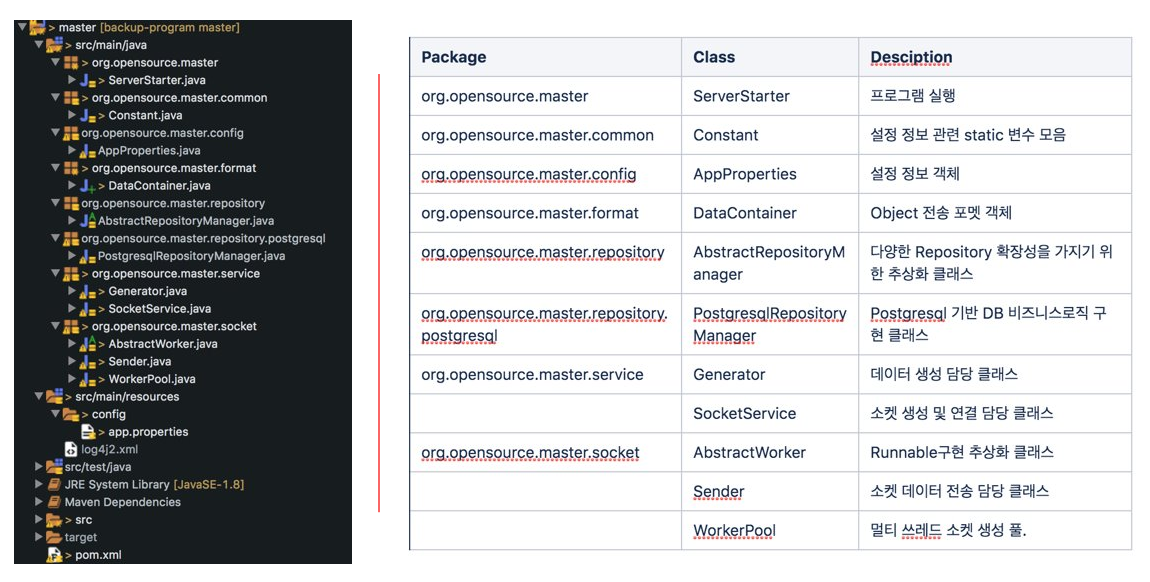 > master [backup-program master]
> src/main/java
> org.opensource.master
> ServerStarter.java
> org.opensource.master.common
> Constant.java
org.opensource.master.config
AppProperties.java
> org.opensource.master.format
> DataContainer.java
org.opensource.master.repository
AbstractRepositoryManager.java
org.opensource.master.repository.postgresql
PostgresqlRepositoryManager.java
> org.opensource.master.service
> Generator.java
> SocketService.java
> org.opensource.master.socket
> AbstractWorker.java
> Sender.java
> WorkerPool.java
> src/main/resources
> config
> app.properties
log4j2.xml
src/test/java
JRE System Library [JavaSE-1.8]
Maven Dependencies
> src
target
> pom.xml
Package Class Desciption
org.opensource.master ServerStarter 프로그램 실행
org.opensource.master.common Constant 설정 정보 관련 static 변수 모음
org.opensource.master.config AppProperties 설정 정보 객체
org.opensource.master.format DataContainer Object 전송 포멧 객체
org.opensource.master.repository AbstractRepositoryM 다양한 Repository 확장성을 가지기 위
anager 한 추상화 클래스
org.opensource.master.repository. PostgresqlRepository Postgresql 기반 DB 비즈니스로직 구
postgresql Manager 현 클래스
org.opensource.master.service Generator 데이터 생성 담당 클래스
SocketService 소켓 생성 및 연결 담당 클래스
org.opensource.master.socket AbstractWorker Runnable구현 추상화 클래스
Sender 소켓 데이터 전송 담당 클래스
WorkerPool 멀티 쓰레드 소켓 생성 풀.